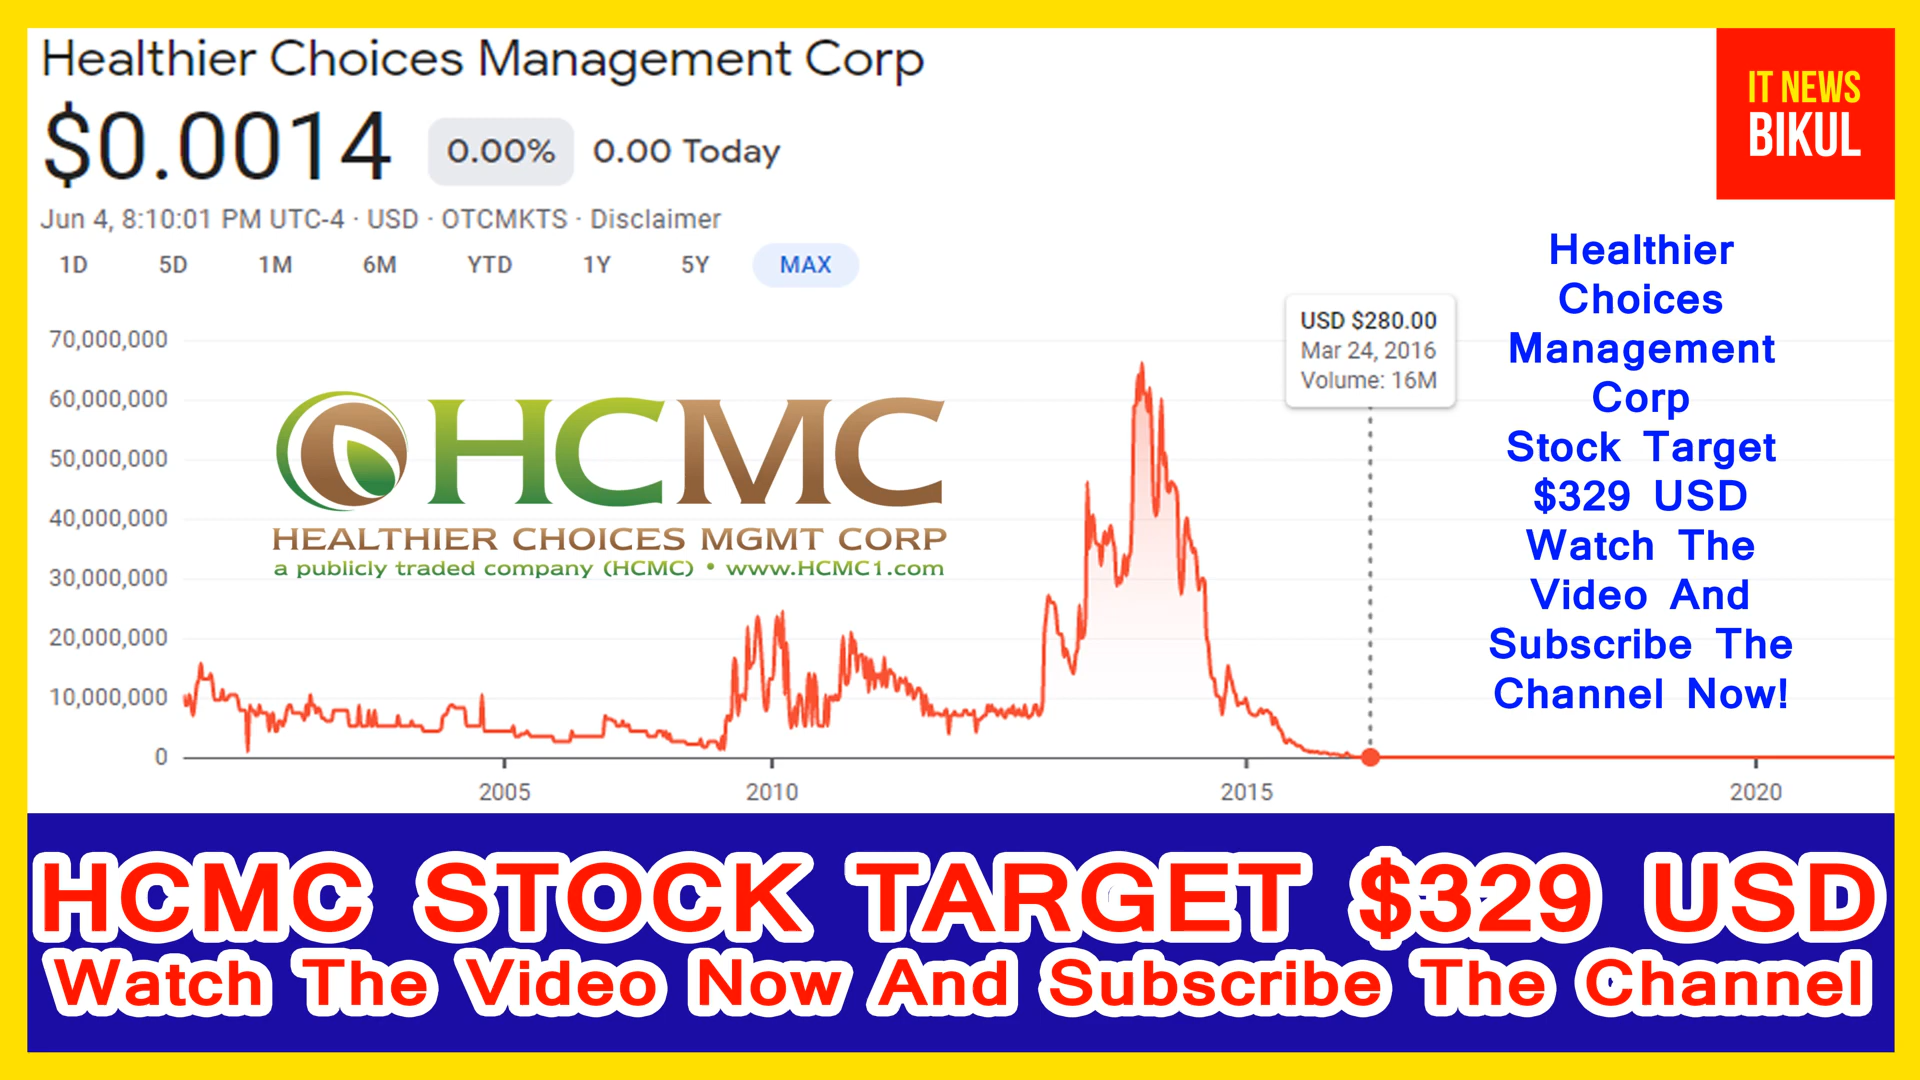 Healthier Choices Management Corp
$0.0014 0.00% 0.00 Today
Jun 4, 8:10:01 PM UTC-4 · USD · OTCMKTS · Disclaimer
1D 5D 1M 6M YTD 1Y 5Y MAX
IT NEWS
BIKUL
70,000,000
60,000,000
50,000,000
40,000,000
30,000,000
20,000,000
10,000,000
0
2005 2010 2015 2020
HCMC
HEALTHIER CHOICES MGMT CORP
a publicly traded company (HCMC) • www.HCMC1.com
USD $280.00
Mar 24, 2016
Volume: 16M
Healthier
Choices
Management
Corp
Stock Target
$329 USD
Watch The
Video And
Subscribe The
Channel Now!
HCMC STOCK TARGET $329 USD
Watch The Video Now And Subscribe The Channel